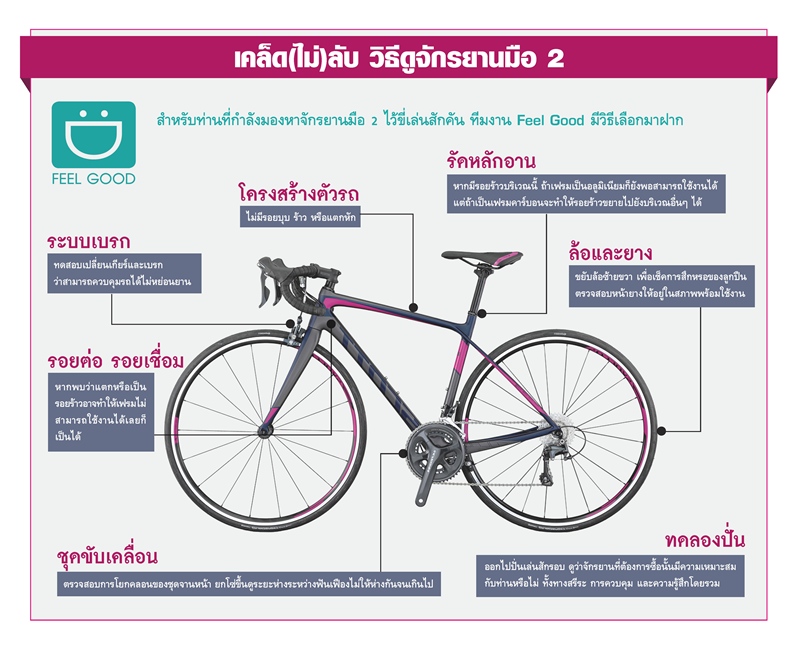 เคล็ด(ไม่)ลับ วิธีดูจักรยานมือ 2
FEEL GOOD
สำหรับท่านที่กำลังมองหาจักรยานมือ 2 ไว้ขี่เล่นสักคัน ทีมงาน Feel Good มีวิธีเลือกมาฝาก
รัดหลักอาน
หากมีรอยร้าวบริเวณนี้ ถ้าเฟรมเป็นอลูมิเนียมก็ยังพอสามารถใช้งานได้
แต่ถ้าเป็นเฟรมคาร์บอนจะทำให้รอยร้าวขยายไปยังบริเวณอื่นๆ ได้
โครงสร้างตัวรถ
ไม่มีรอยบุบ ร้าว หรือแตกหัก
ระบบเบรก
ทดสอบเปลี่ยนเกียร์และเบรก
ว่าสามารถควบคุมรถได้ไม่หย่อนยาน
ล้อและยาง
ขยับล้อซ้ายขวา เพื่อเช็คการสึกหรอของลูกปืน
ตรวจสอบหน้ายางให้อยู่ในสภาพพร้อมใช้งาน
รอยต่อ รอยเชื่อม
หากพบว่าแตกหรือเป็น
รอยร้าวอาจทำให้เฟรมไม่
สามารถใช้งานได้เลยก็
เป็นได้
ชุดขับเคลื่อน
ตรวจสอบการโยกคลอนของชุดจานหน้า ยกโซ่ขึ้นดูระยะห่างระหว่างฟันเฟืองไม่ให้ห่างกันจนเกินไป
ทดลองปั่น
ออกไปปั่นเล่นสักรอบ ดูว่าจักรยานที่ต้องการซื้อนั้นมีความเหมาะสม
กับท่านหรือไม่ ทั้งทางสรีระ การควบคุม และความรู้สึกโดยรวม